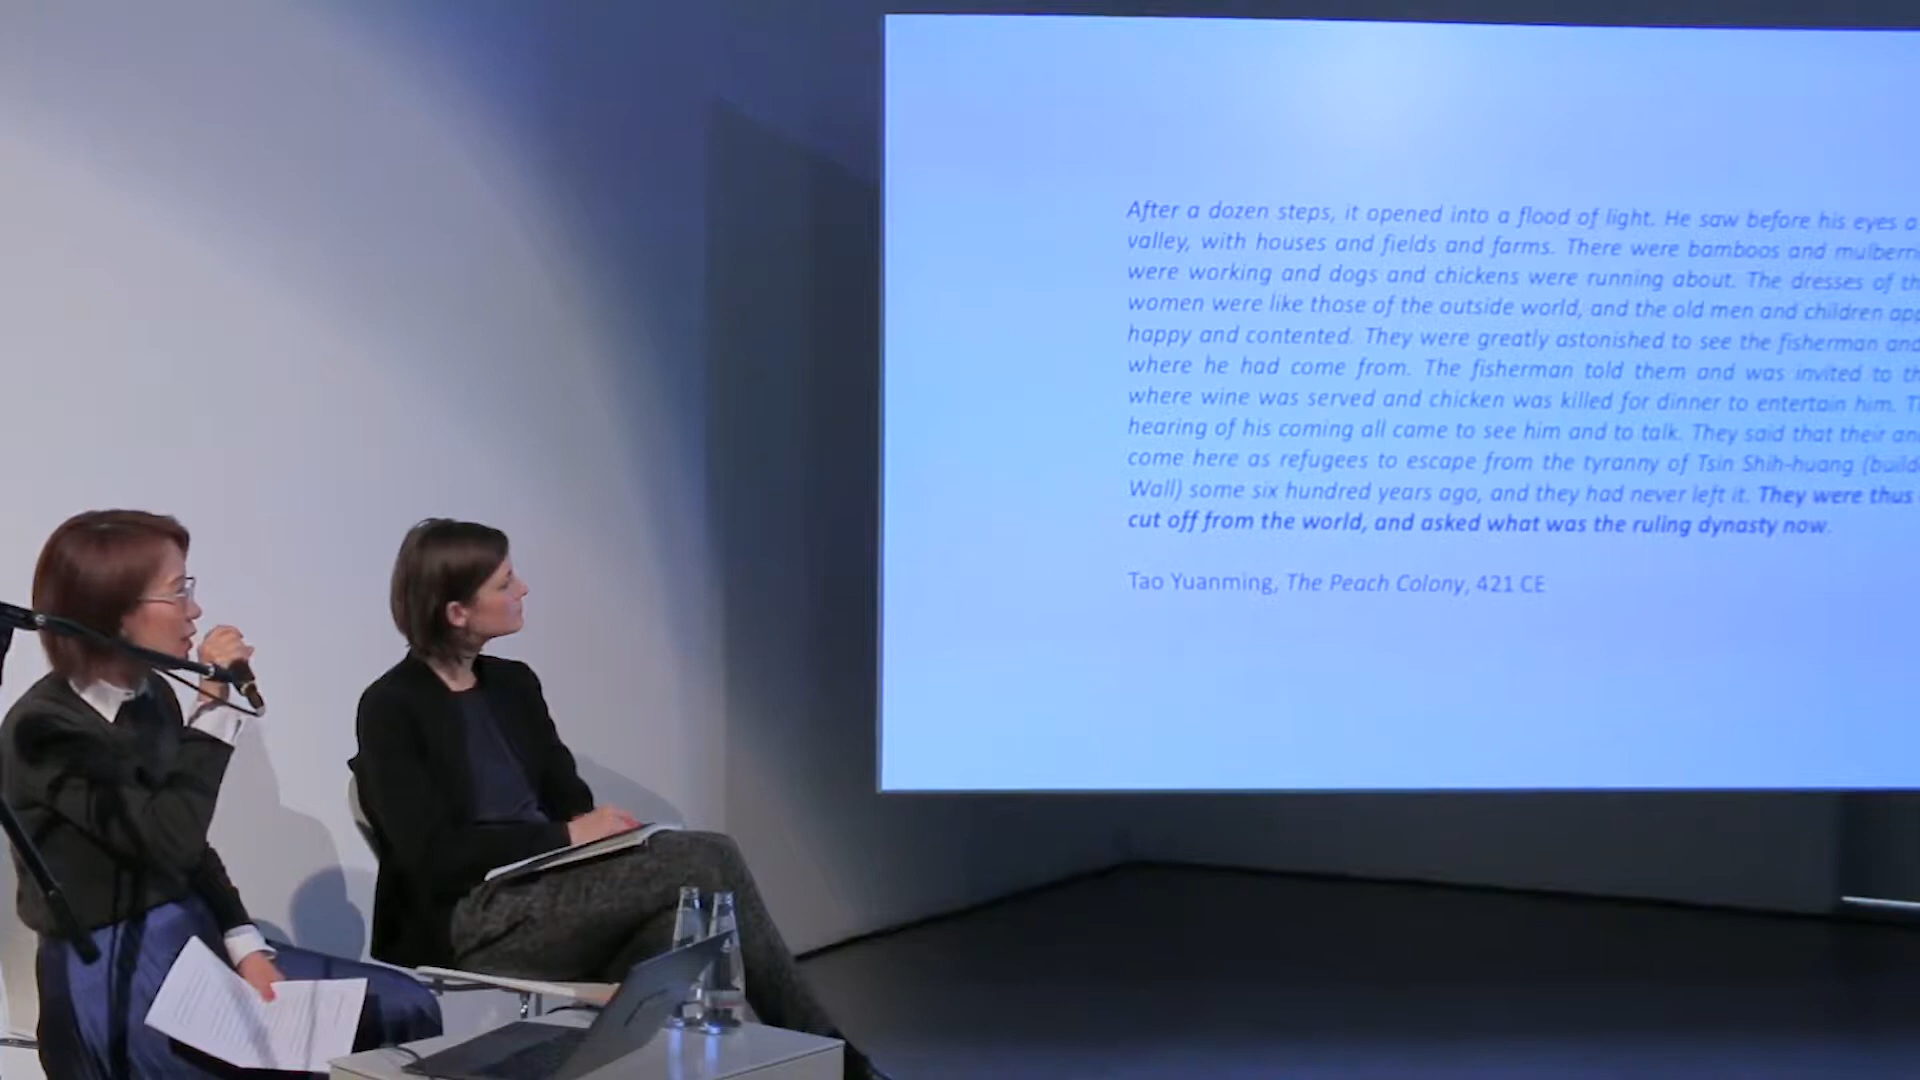 After a dozen steps, it opened into a flood of light. He saw before his eyes a
valley, with houses and fields and farms. There were bamboos and
were working and dogs and chickens were running about. The dresses of
women were like those of the outside world, and the old men and children
happy and contented. They were greatly astonished to see the fisherman and
where he had come from. The fisherman told them and was invited to
where wine was served and chicken was killed for dinner to entertain him.
hearing of his coming all came to see him and to talk. They said that their
come here as refugees to escape from the tyranny of Tsin Shih-huang
Wall) some six hundred years ago, and they had never left it. They were thus
cut off from the world, and asked what was the ruling dynasty now.
Tao Yuanming, The Peach Colony, 421 CE